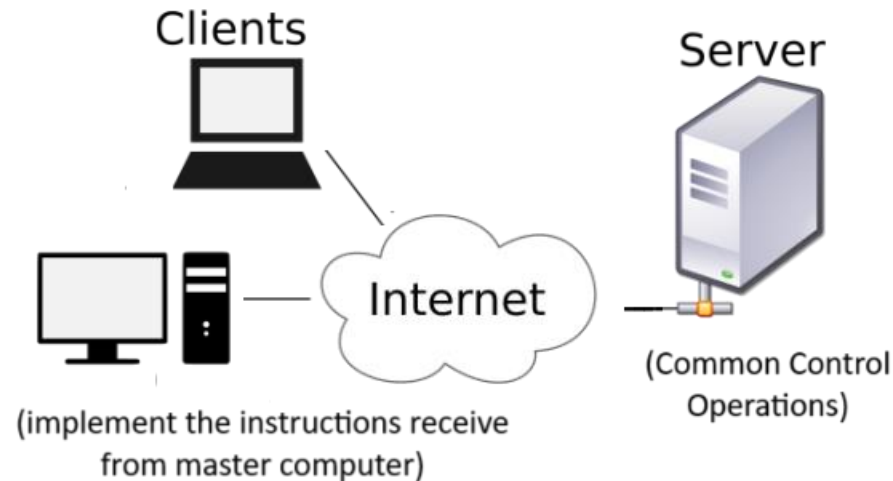 Clients
Server
Internet
(Common Control
Operations)
(implement the instructions receive
from master computer)